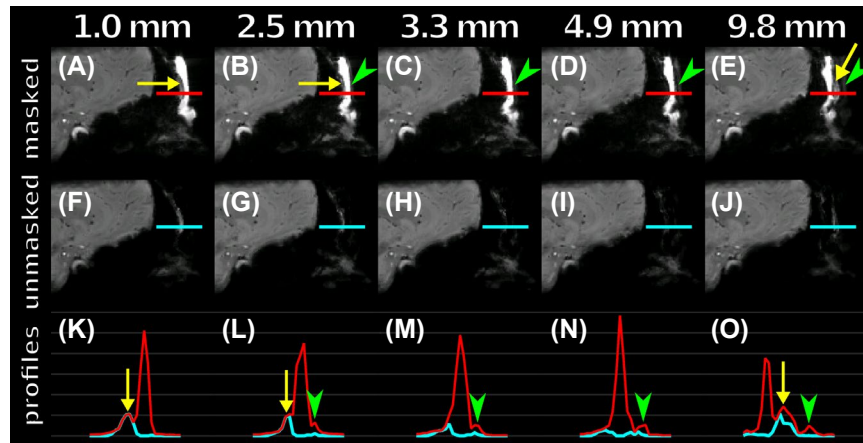 1.0 mm 2.5 mm 3.3 mm 4.9 mm 9.8 mm
masked
(A) (B) (C) (D) (E)
unmasked
(F) (G) (H) (I) (J)
profiles
(K) (L) (M) (N) (O)